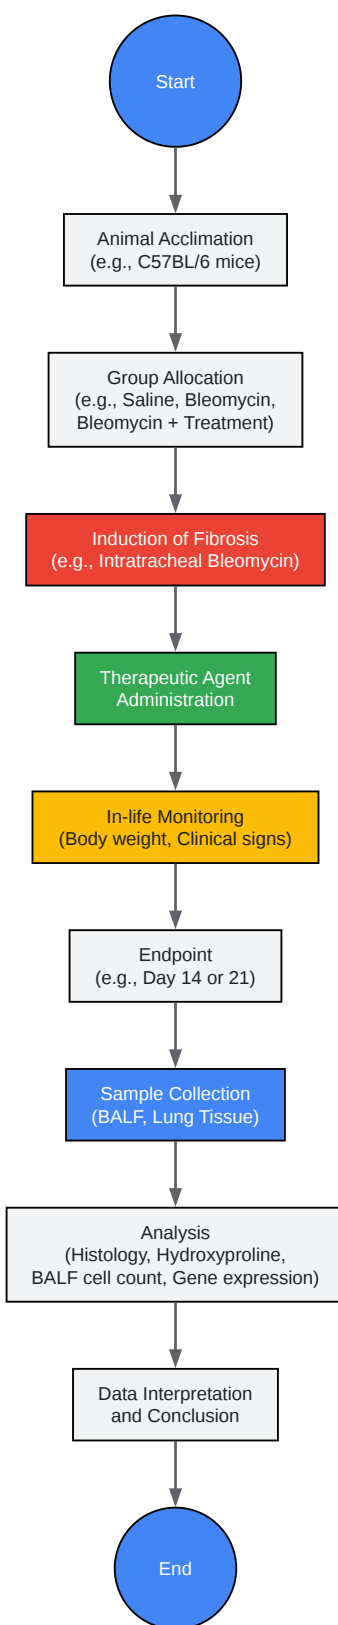 Start
Animal Acclimation
(e.g., C57BL/6 mice)
Group Allocation
(e.g., Saline, Bleomycin,
Bleomycin + Treatment)
Induction of Fibrosis
(e.g., Intratracheal Bleomycin)
Therapeutic Agent
Administration
In-life Monitoring
(Body weight, Clinical signs)
Endpoint
(e.g., Day 14 or 21)
Sample Collection
(BALF, Lung Tissue)
Analysis
(Histology, Hydroxyproline,
BALF cell count, Gene expression)
Data Interpretation
and Conclusion
End